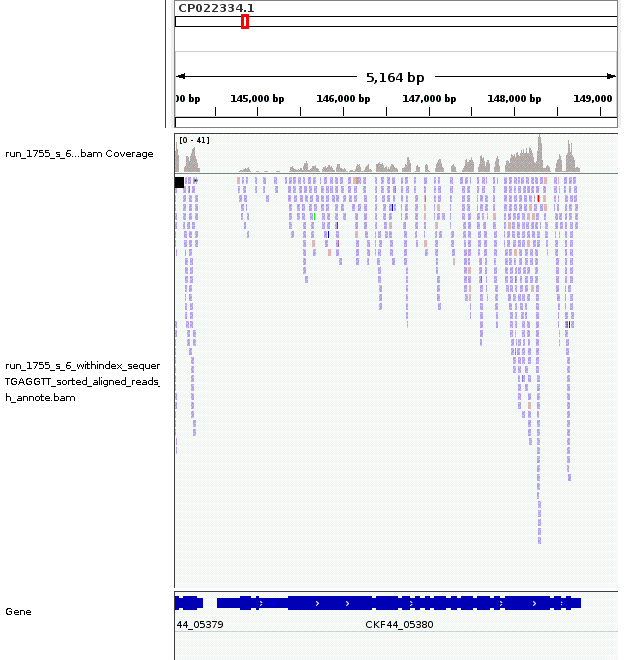 CP022334.1
5,164 bp
00 bp 145,000 bp 146,000 bp 147,000 bp 148,000 bp 149,000
run_1755_s_6...bam Coverage
[0 - 41]
run_1755_s_6_withindex_sequer
TGAGGTT_sorted_aligned_reads_
h_annote.bam
Gene
44_05379 CKF44_05380